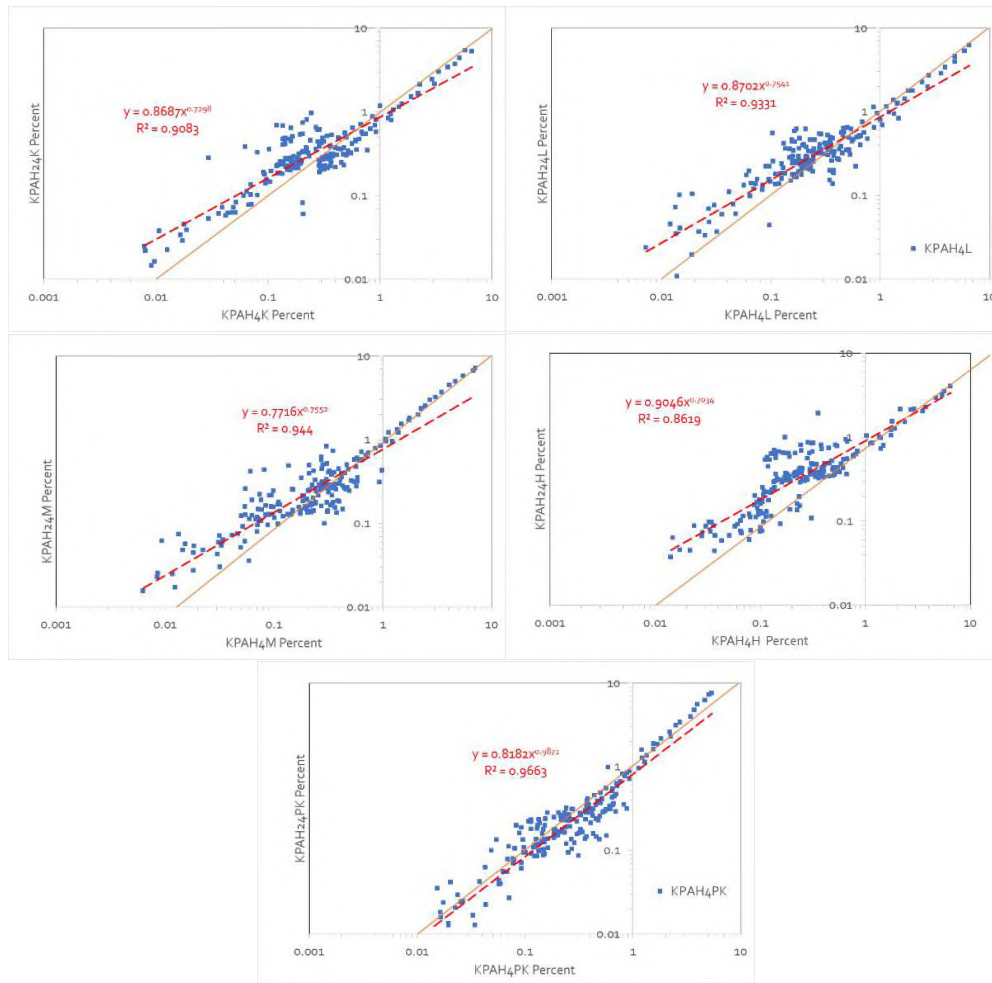 10
y = 0.8687x^0.7298
R² = 0.9083
1
0.1
0.01
0.001 0.01 0.1 1 10
KPAH24K Percent
KPAH4K Percent
10
y = 0.8702x^0.7541
R² = 0.9331
1
0.1
0.01
KPAH4L
0.001 0.01 0.1 1 10
KPAH24L Percent
KPAH4L Percent
10
y = 0.7716x^0.7552
R² = 0.944
1
0.1
0.01
0.001 0.01 0.1 1 10
KPAH24M Percent
KPAH4M Percent
10
y = 0.9046x^0.7034
R² = 0.8619
1
0.1
0.01
0.001 0.01 0.1 1 10
KPAH24H Percent
KPAH4H Percent
10
y = 0.8182x^0.9871
R² = 0.9663
1
0.1
KPAH4PK
0.01
0.001 0.01 0.1 1 10
KPAH24PK Percent
KPAH4PK Percent